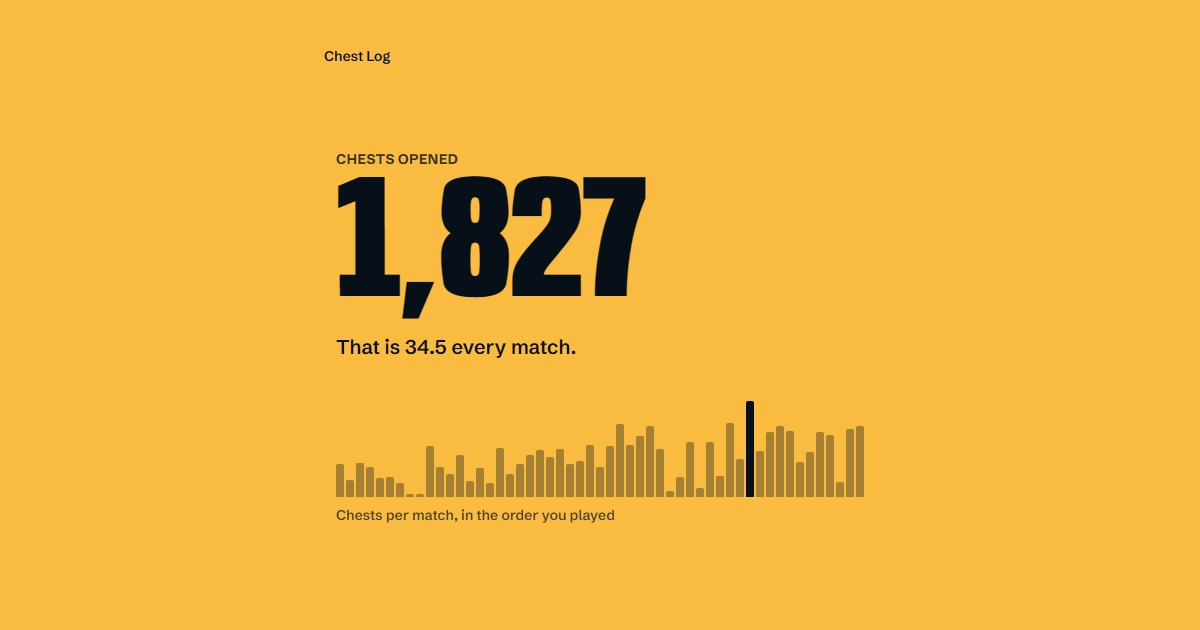 Chest Log
CHESTS OPENED
1,827
That is 34.5 every match.
Chests per match, in the order you played